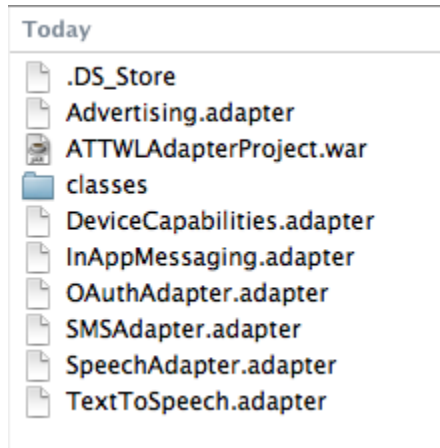 Today
.DS_Store
Advertising.adapter
ATTWLAdapterProject.war
classes
DeviceCapabilities.adapter
InAppMessaging.adapter
OAuthAdapter.adapter
SMSAdapter.adapter
SpeechAdapter.adapter
TextToSpeech.adapter